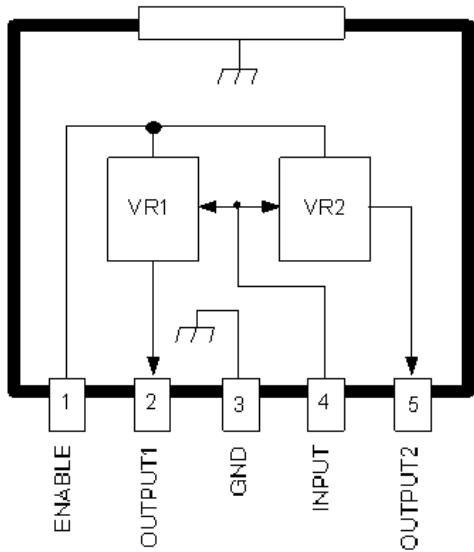 VR1
VR2
1
2
3
4
5
ENABLE
OUTPUT1
GND
INPUT
OUTPUT2